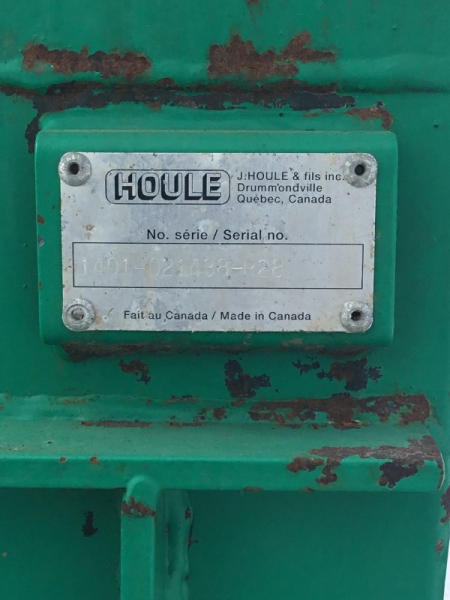 HOULE
J. HOULE & fils inc.
Drummondville
Québec, Canada
No. série / Serial no.
Fait au Canada / Made in Canada